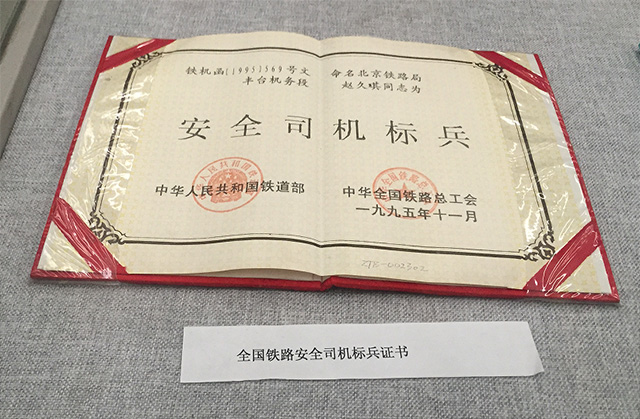 铁机函[1995]569号文 命名北京铁路局
丰台机务段 赵久琪同志为
安全司机标兵
中华人民共和国铁道部 中华全国铁路总工会
一九九五年十一月
ZTB-002302
全国铁路安全司机标兵证书